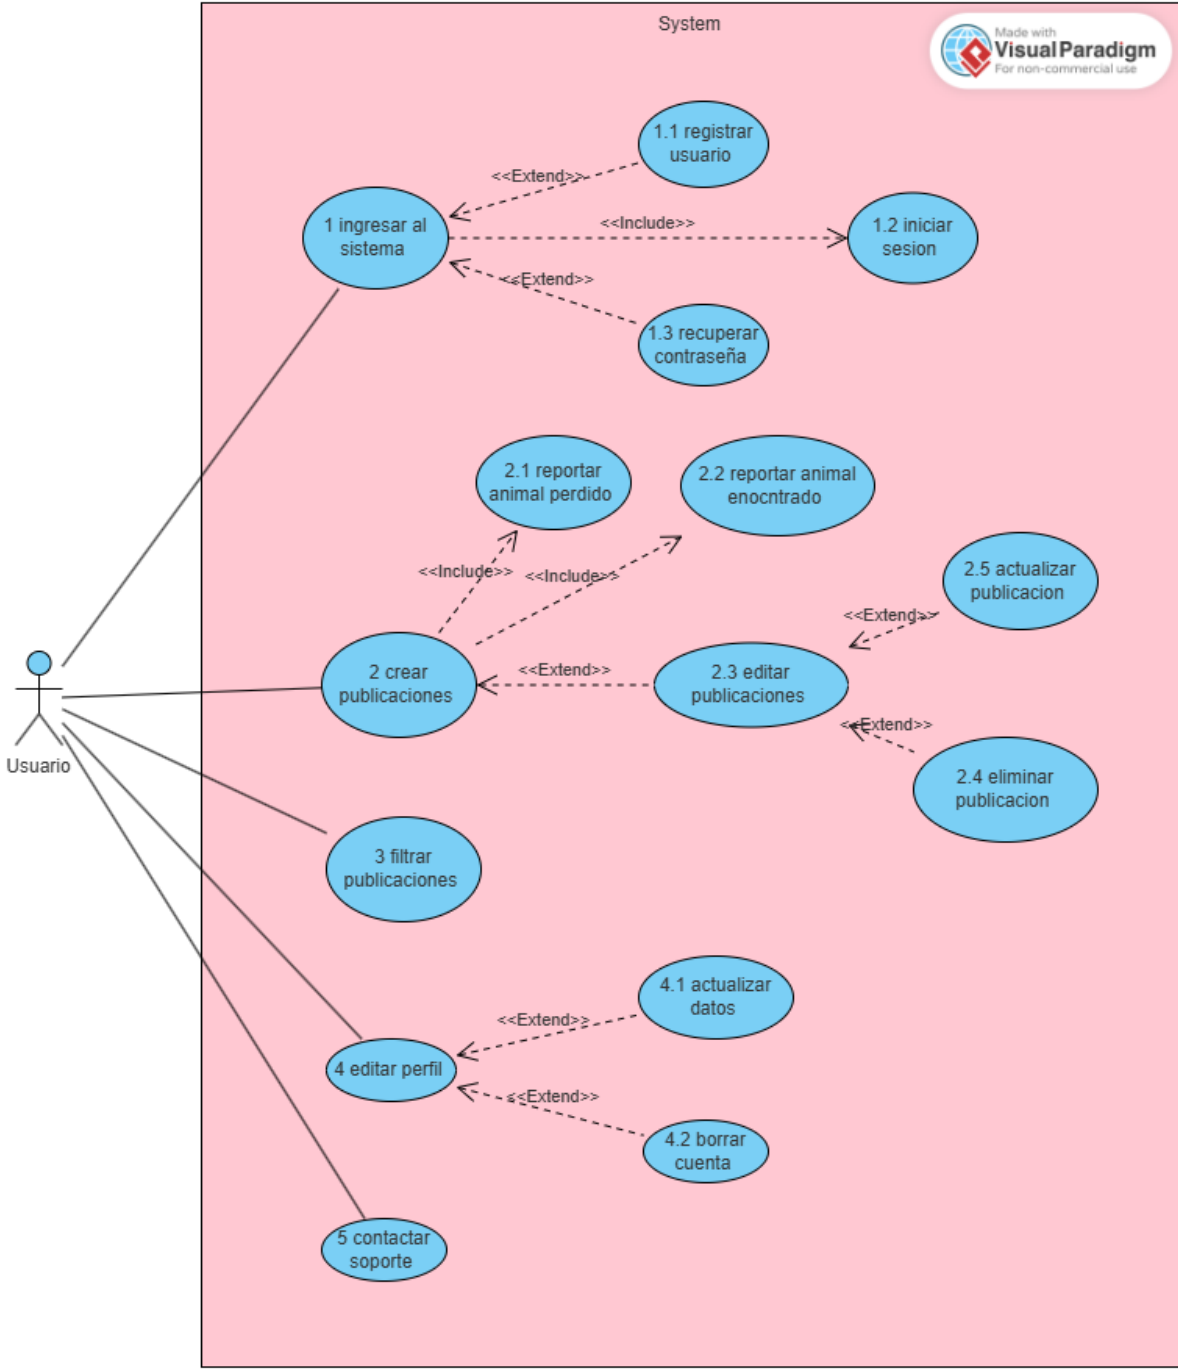 System
Made with
Visual Paradigm
For non-commercial use
1.1 registrar
usuario
<<Extend>>
1 ingresar al
sistema
<<Include>>
1.2 iniciar
sesion
<<Extend>>
1.3 recuperar
contraseña
2.1 reportar
animal perdido
2.2 reportar animal
enocntrado
<<Include>>
<<Include>>
2.5 actualizar
publicacion
<<Extend>>
2 crear
publicaciones
<<Extend>>
2.3 editar
publicaciones
<<Extend>>
2.4 eliminar
publicacion
Usuario
3 filtrar
publicaciones
4.1 actualizar
datos
<<Extend>>
4 editar perfil
<<Extend>>
4.2 borrar
cuenta
5 contactar
soporte